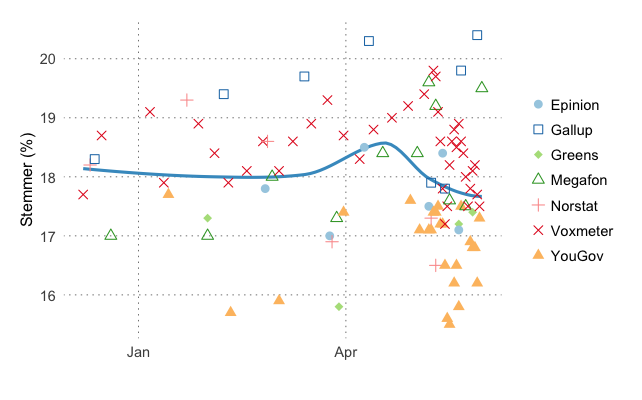 Stemmer (%)
20
19
18
17
16
Jan
Apr
Epinion
Gallup
Greens
Megafon
Norstat
Voxmeter
YouGov